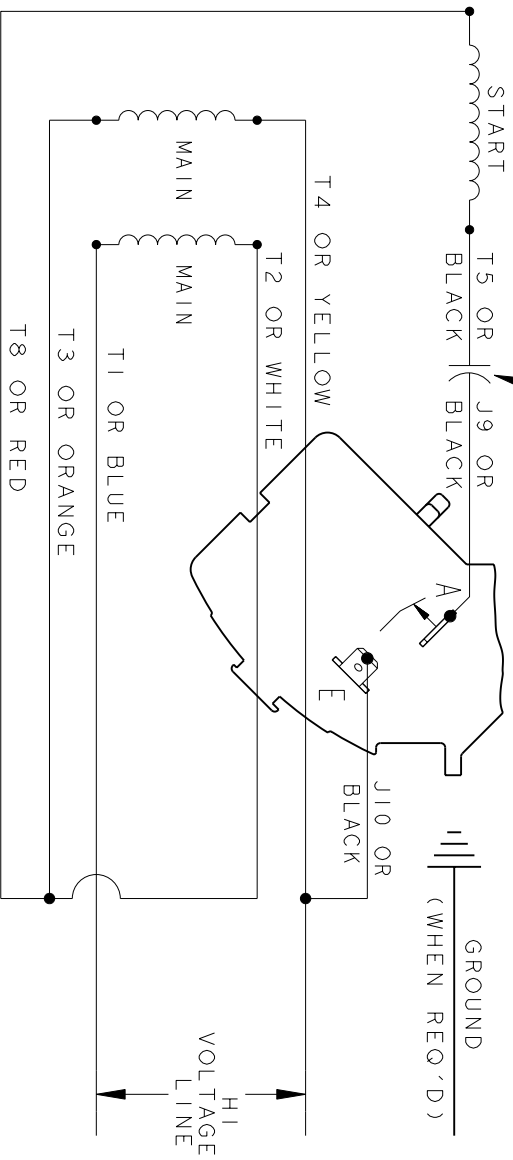 START
T5 OR
BLACK
J9 OR
BLACK
MAIN
MAIN
T4 OR YELLOW
T2 OR WHITE
T1 OR BLUE
T3 OR ORANGE
T8 OR RED
A
E
J10 OR
BLACK
GROUND
(WHEN REQ'D)
HI
VOLTAGE
LINE